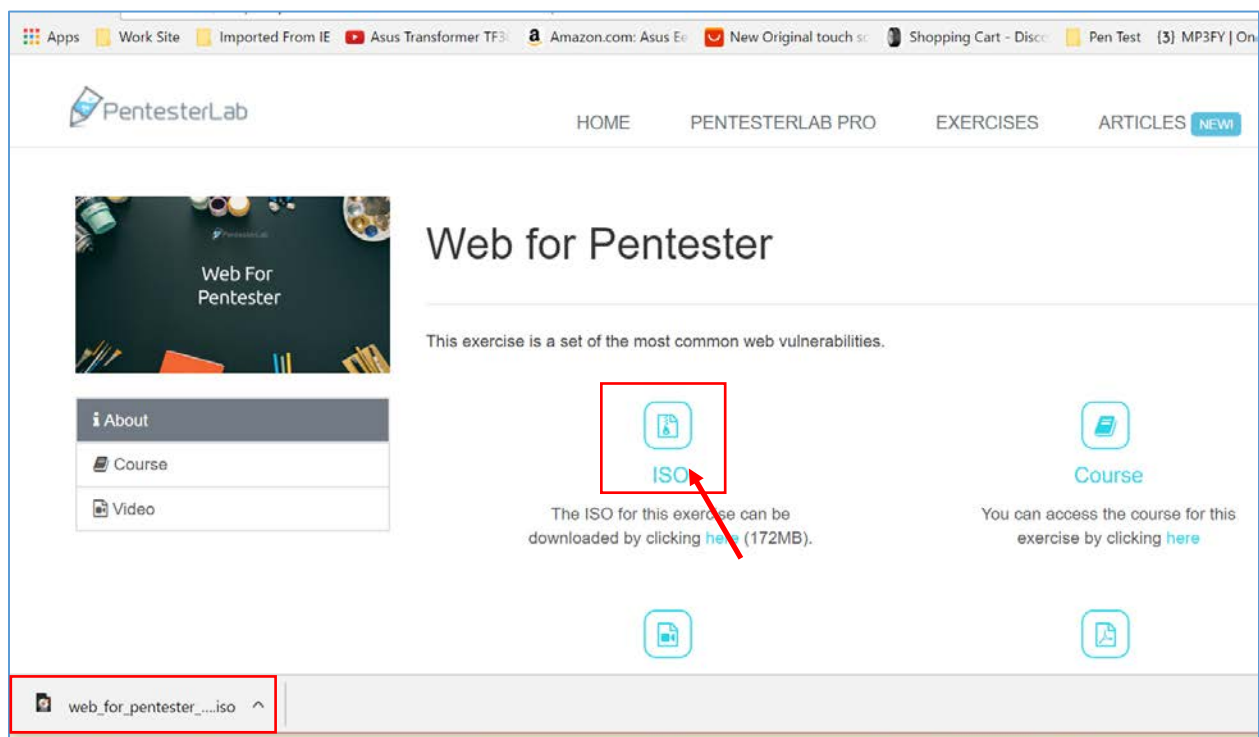 Apps Work Site Imported From IE Asus Transformer TF3 Amazon.com: Asus Ee New Original touch sc Shopping Cart - Disco Pen Test {3} MP3FY | On
PentesterLab
HOME PENTESTERLAB PRO EXERCISES ARTICLES NEW!
PentesterLab
Web For
Pentester
Web for Pentester
This exercise is a set of the most common web vulnerabilities.
About
Course
Video
ISO
The ISO for this exercise can be
downloaded by clicking here (172MB).
Course
You can access the course for this
exercise by clicking here
web_for_pentester_....iso